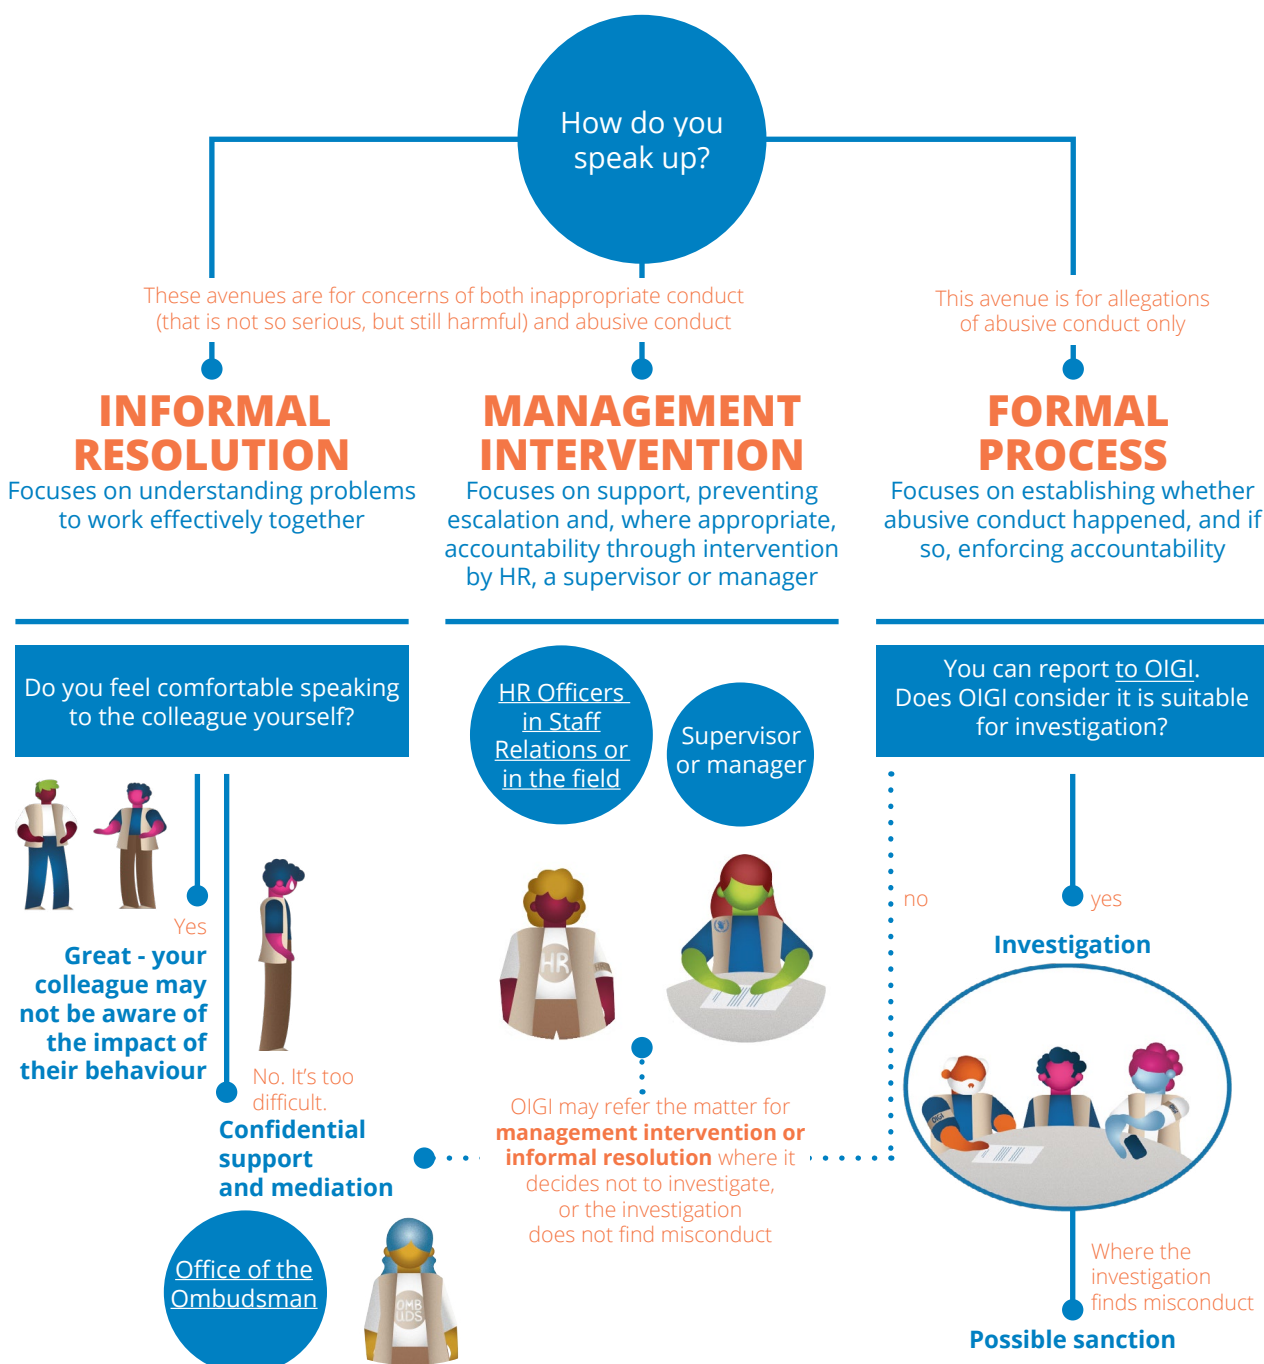 How do you
speak up?
These avenues are for concerns of both inappropriate conduct
(that is not so serious, but still harmful) and abusive conduct
This avenue is for allegations
of abusive conduct only
INFORMAL
RESOLUTION
Focuses on understanding problems
to work effectively together
MANAGEMENT
INTERVENTION
Focuses on support, preventing
escalation and, where appropriate,
accountability through intervention
by HR, a supervisor or manager
FORMAL
PROCESS
Focuses on establishing whether
abusive conduct happened, and if
so, enforcing accountability
Do you feel comfortable speaking
to the colleague yourself?
HR Officers
in Staff
Relations or
in the field
Supervisor
or manager
You can report to OIGI.
Does OIGI consider it is suitable
for investigation?
Yes
Great - your
colleague may
not be aware of
the impact of
their behaviour
No. It's too
difficult.
Confidential
support
and mediation
Office of the
Ombudsman
OMB
UDS
HR
OIGI may refer the matter for
management intervention or
informal resolution where it
decides not to investigate,
or the investigation
does not find misconduct
no
yes
Investigation
OIGI
Where the
investigation
finds misconduct
Possible sanction